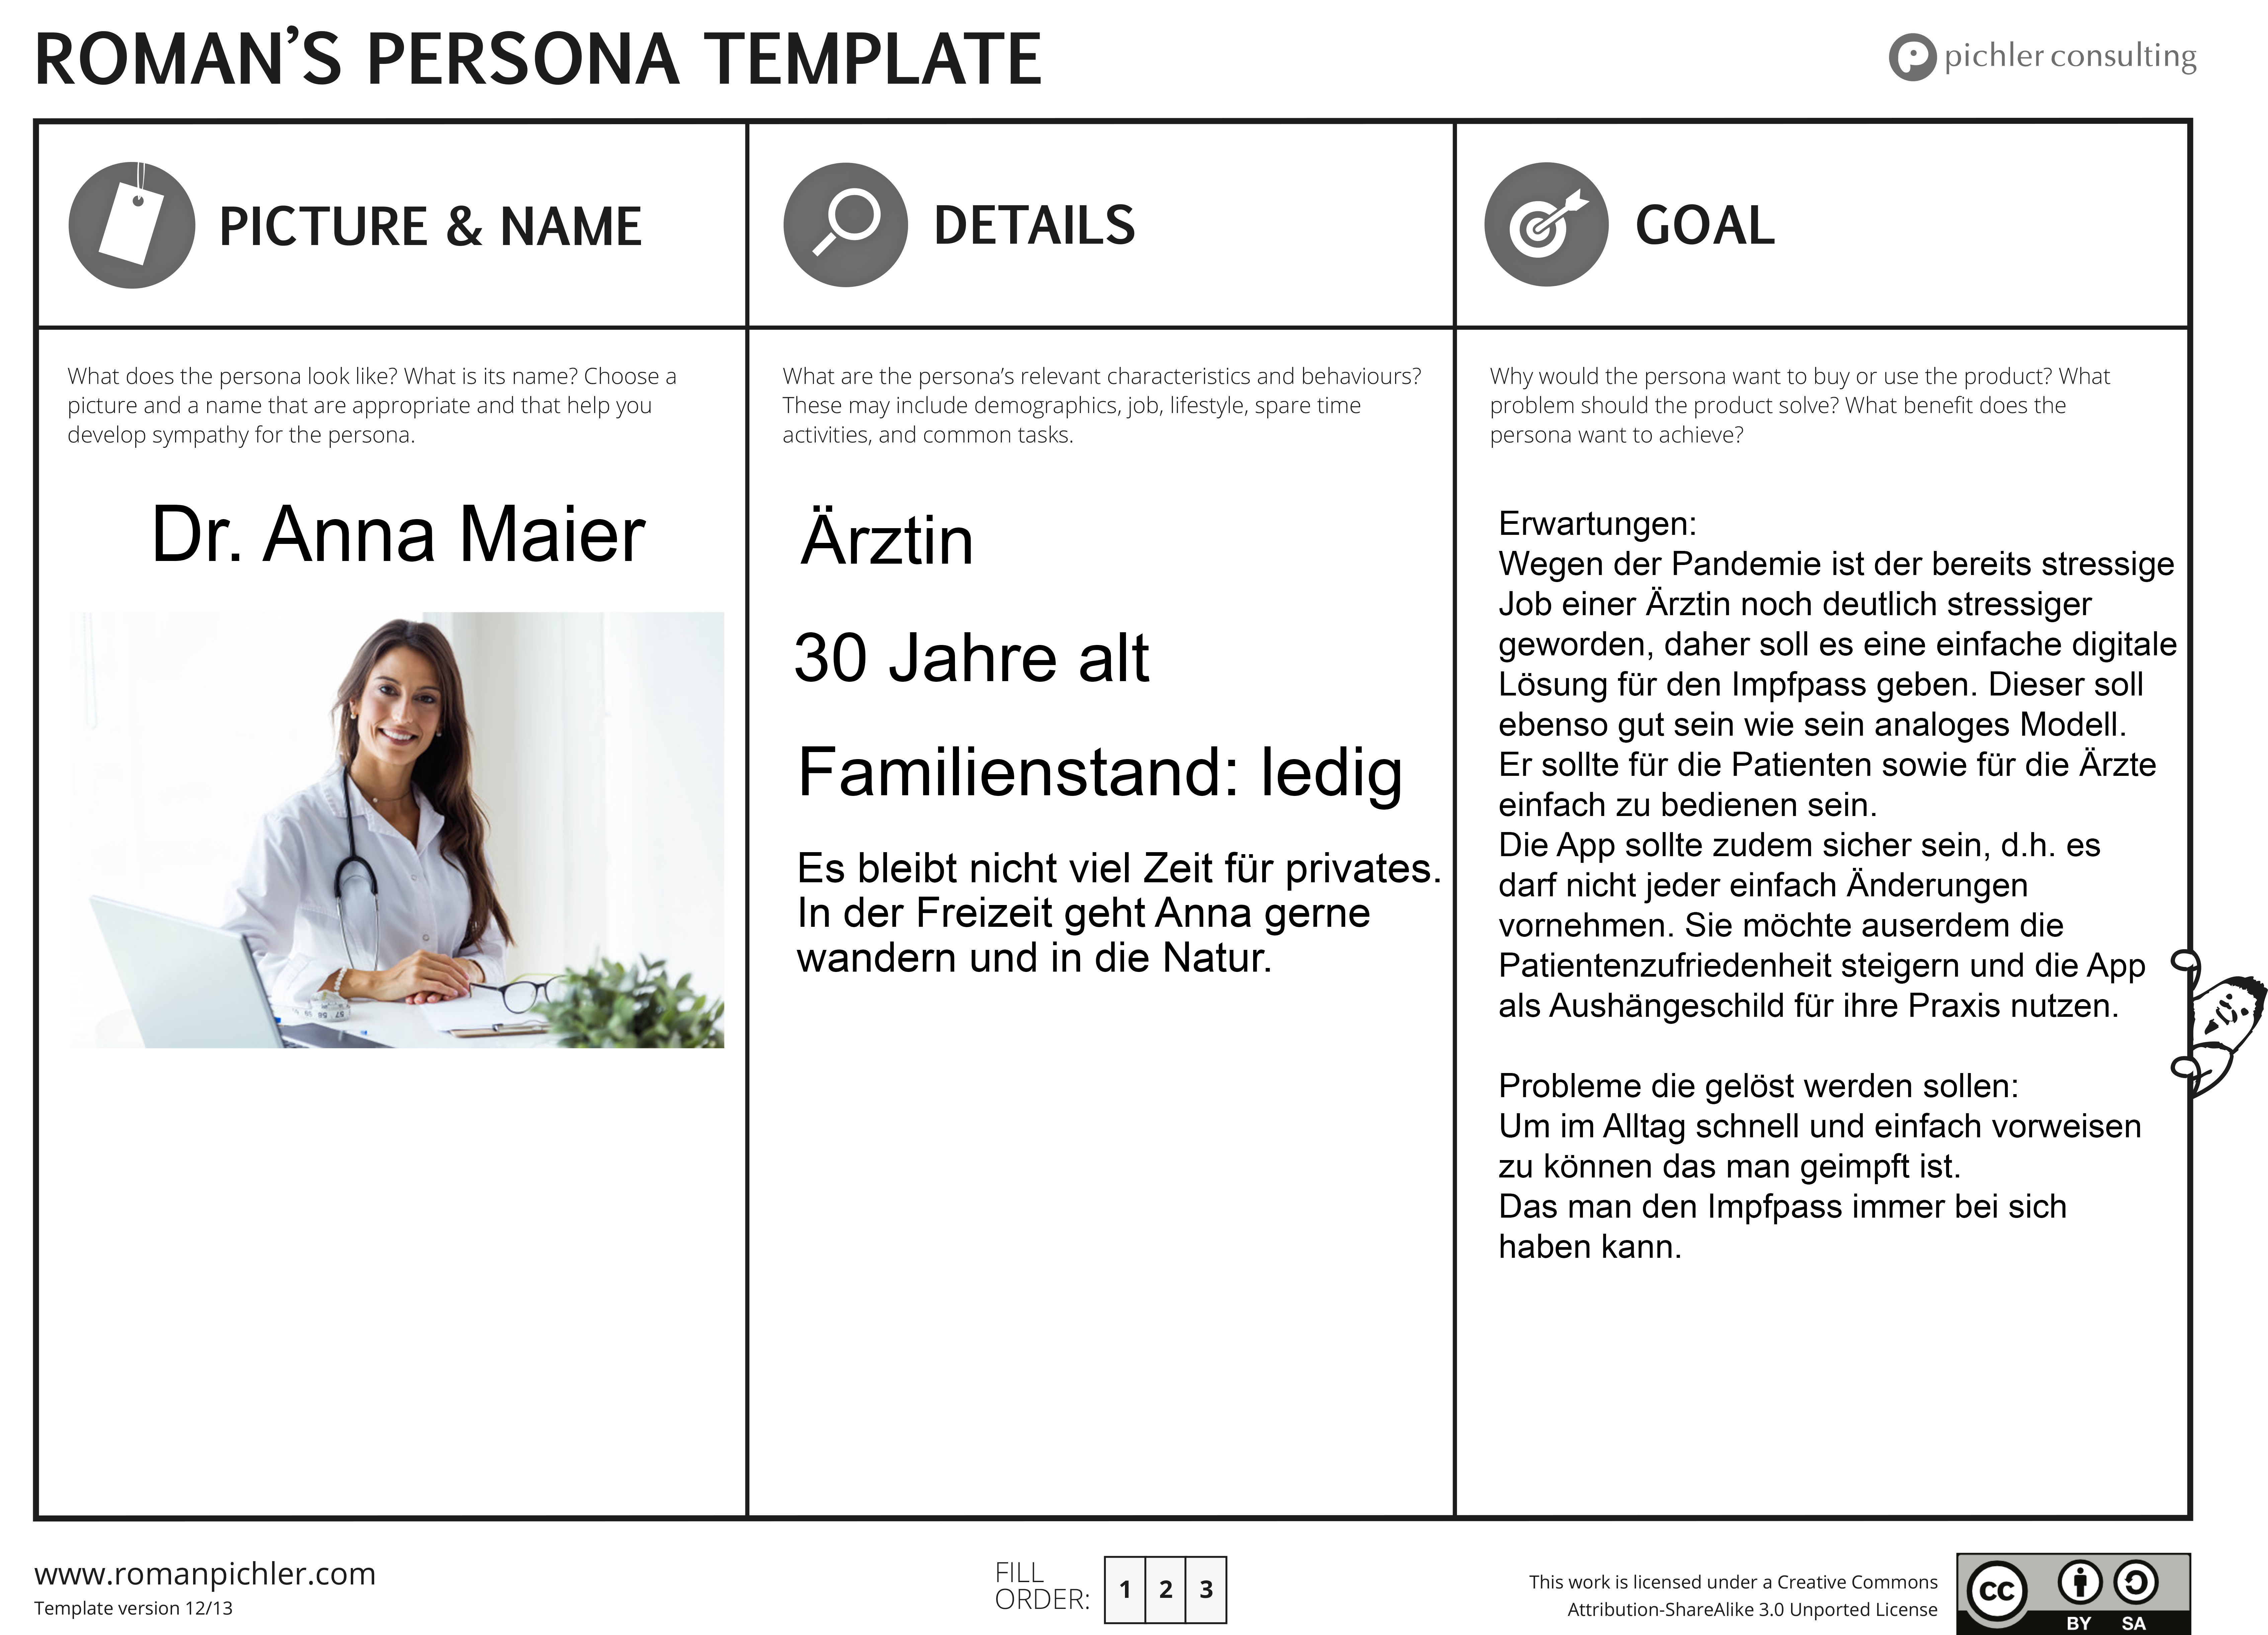 ROMAN'S PERSONA TEMPLATE
pichler consulting
PICTURE & NAME
What does the persona look like? What is its name? Choose a
picture and a name that are appropriate and that help you
develop sympathy for the persona.
Dr. Anna Maier
DETAILS
What are the persona's relevant characteristics and behaviours?
These may include demographics, job, lifestyle, spare time
activities, and common tasks.
Ärztin
30 Jahre alt
Familienstand: ledig
Es bleibt nicht viel Zeit für privates.
In der Freizeit geht Anna gerne
wandern und in die Natur.
GOAL
Why would the persona want to buy or use the product? What
problem should the product solve? What benefit does the
persona want to achieve?
Erwartungen:
Wegen der Pandemie ist der bereits stressige
Job einer Ärztin noch deutlich stressiger
geworden, daher soll es eine einfache digitale
Lösung für den Impfpass geben. Dieser soll
ebenso gut sein wie sein analoges Modell.
Er sollte für die Patienten sowie für die Ärzte
einfach zu bedienen sein.
Die App sollte zudem sicher sein, d.h. es
darf nicht jeder einfach Änderungen
vornehmen. Sie möchte auserdem die
Patientenzufriedenheit steigern und die App
als Aushängeschild für ihre Praxis nutzen.
Probleme die gelöst werden sollen:
Um im Alltag schnell und einfach vorweisen
zu können das man geimpft ist.
Das man den Impfpass immer bei sich
haben kann.
www.romanpichler.com
Template version 12/13
FILL
ORDER:
1 2 3
This work is licensed under a Creative Commons
Attribution-ShareAlike 3.0 Unported License
cc
BY SA